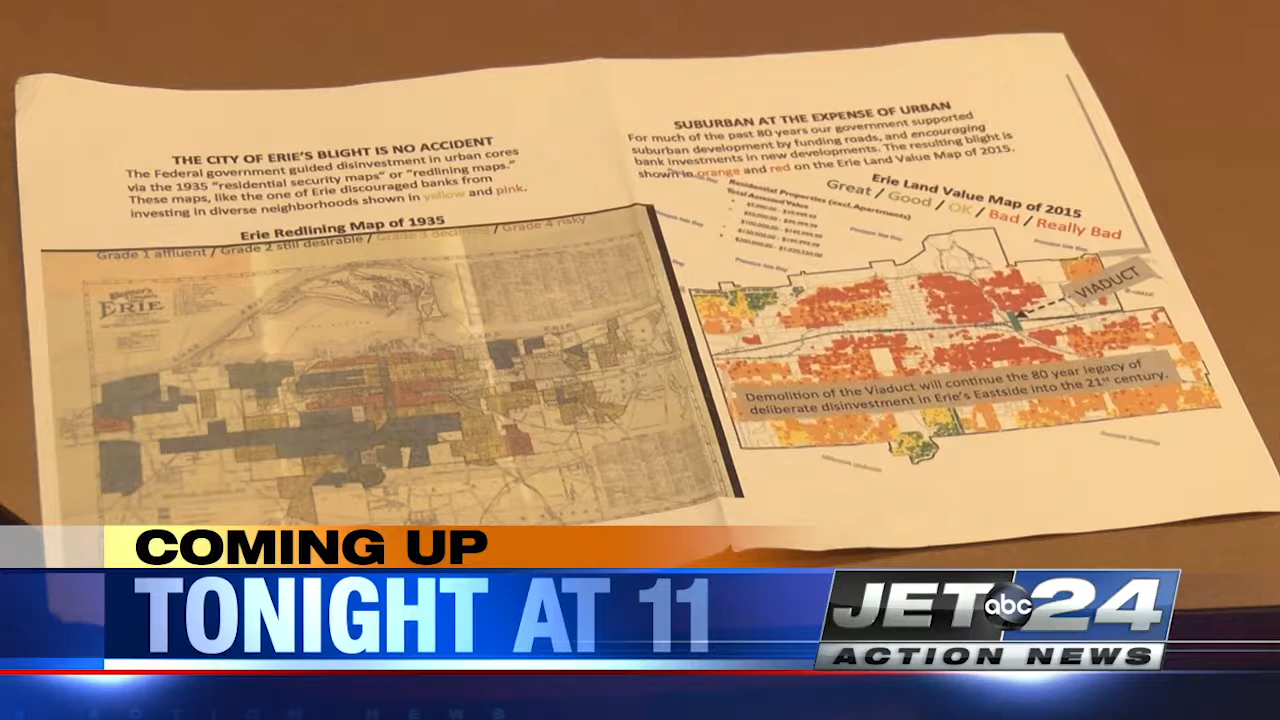 THE CITY OF ERIE'S BLIGHT IS NO ACCIDENT
The Federal government guided disinvestment in urban cores
via the 1935 "residential security maps" or "redlining maps."
These maps, like the one of Erie discouraged banks from
investing in diverse neighborhoods shown in yellow and pink.
Erie Redlining Map of 1935
Grade 1 affluent / Grade 2 still desirable / Grade 3 declining / Grade 4 risky
ERIE
SUBURBAN AT THE EXPENSE OF URBAN
For much of the past 80 years our government supported
suburban development by funding roads, and encouraging
bank investments in new developments. The resulting blight is
shown in orange and red on the Erie Land Value Map of 2015.
Erie Land Value Map of 2015
Great / Good / OK / Bad / Really Bad
Residential Properties (excl. Apartments)
Total Assessed Value
VIADUCT
Demolition of the Viaduct will continue the 80 year legacy of
deliberate disinvestment in Erie's Eastside into the 21st century.
COMING UP
TONIGHT AT 11
JET abc 24
ACTION NEWS